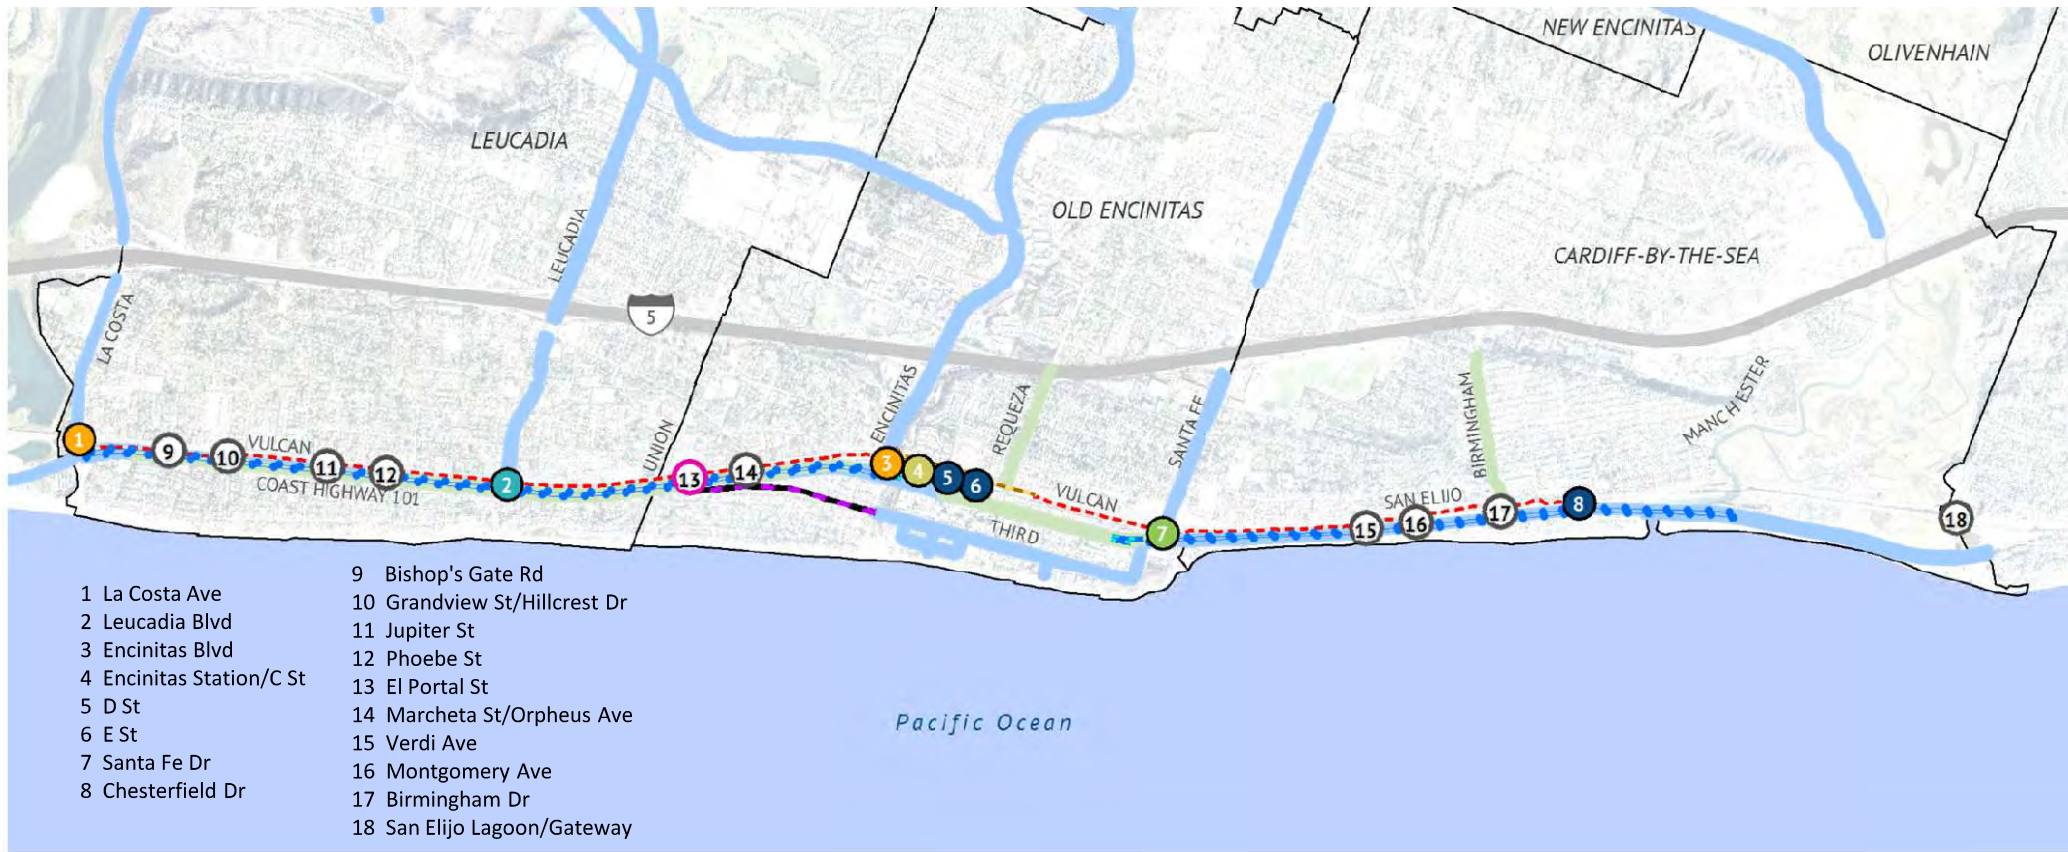 NEW ENCINITAS
OLIVENHAIN
LEUCADIA
OLD ENCINITAS
CARDIFF-BY-THE-SEA
LEUCADIA
5
LA COSTA
ENCINITAS
REQUEZA
SANTA FE
BIRMINGHAM
MANCHESTER
UNION
1
9
10
VULCAN
11
12
COAST HIGHWAY 101
2
13
14
3
4
5
6
VULCAN
THIRD
7
15
16
SAN ELIJO
17
8
18
1 La Costa Ave
2 Leucadia Blvd
3 Encinitas Blvd
4 Encinitas Station/C St
5 D St
6 E St
7 Santa Fe Dr
8 Chesterfield Dr
9 Bishop's Gate Rd
10 Grandview St/Hillcrest Dr
11 Jupiter St
12 Phoebe St
13 El Portal St
14 Marcheta St/Orpheus Ave
15 Verdi Ave
16 Montgomery Ave
17 Birmingham Dr
18 San Elijo Lagoon/Gateway
Pacific Ocean